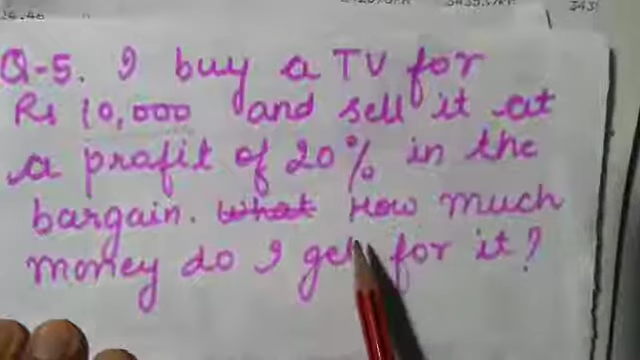 Q-5. I buy a TV for
Rs 10,000 and sell it at
a profit of 20% in the
bargain. What How much
money do I get for it?